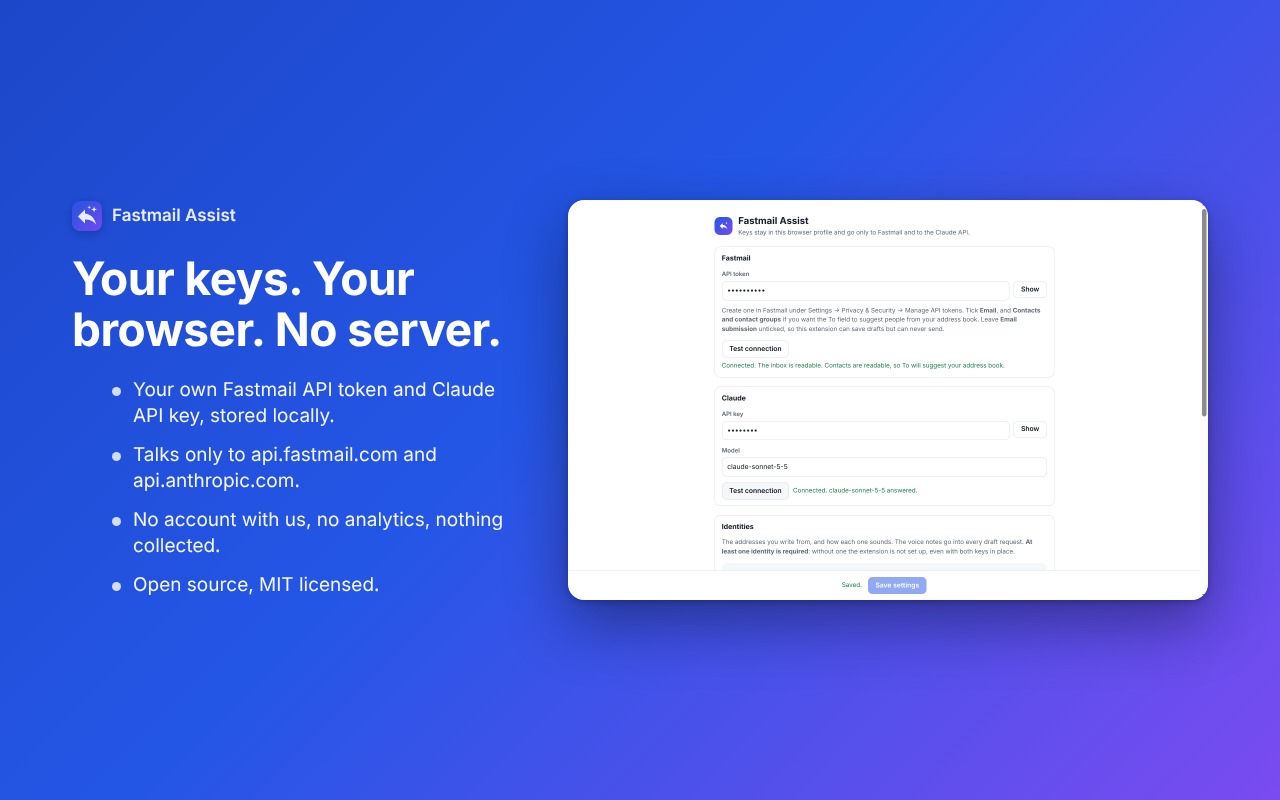 Fastmail Assist
Your keys. Your
browser. No server.
Your own Fastmail API token and Claude
API key, stored locally.
Talks only to api.fastmail.com and
api.anthropic.com.
No account with us, no analytics, nothing
collected.
Open source, MIT licensed.
Fastmail Assist
Keys stay in this browser profile and go only to Fastmail and to the Claude API.
Fastmail
API token
••••••••••
Show
Create one in Fastmail under Settings → Privacy & Security → Manage API tokens. Tick Email, and Contacts
and contact groups if you want the To field to suggest people from your address book. Leave Email
submission unticked, so this extension can save drafts but can never send.
Test connection
Connected. The inbox is readable. Contacts are readable, so To will suggest your address book.
Claude
API key
••••••••
Show
Model
claude-sonnet-5-5
Test connection
Connected. claude-sonnet-5-5 answered.
Identities
The addresses you write from, and how each one sounds. The voice notes go into every draft request. At
least one identity is required; without one the extension is not set up, even with both keys in place.
Saved.
Save settings